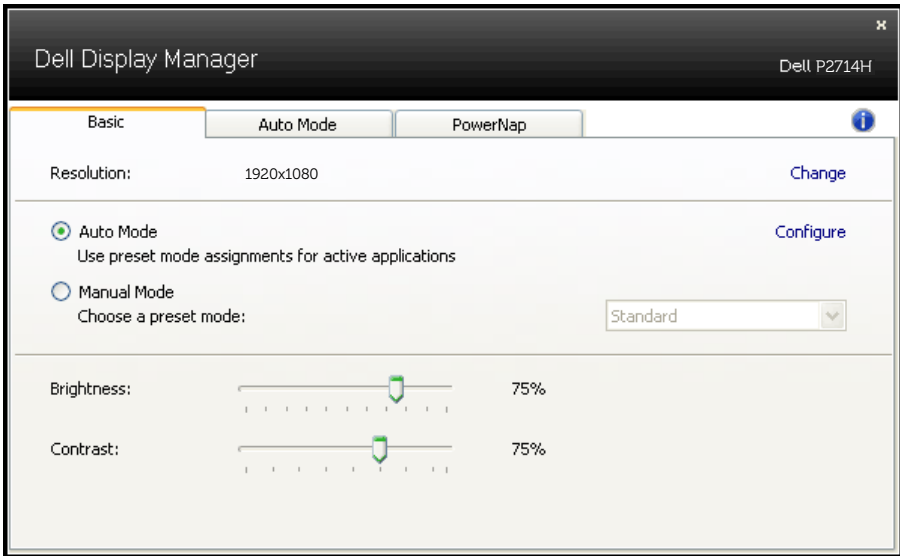 Dell Display Manager
Dell P2714H
Basic Auto Mode PowerNap
Resolution: 1920x1080 Change
Auto Mode Configure
Use preset mode assignments for active applications
Manual Mode
Choose a preset mode: Standard
Brightness: 75%
Contrast: 75%